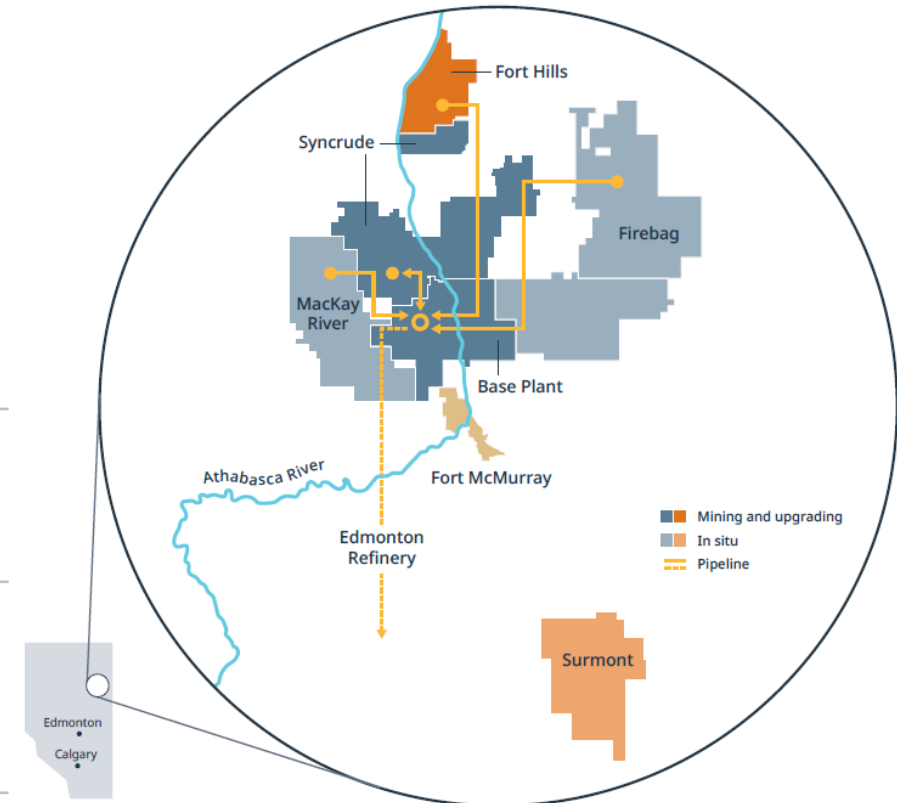 Fort Hills
Syncrude
Firebag
MacKay
River
Base Plant
Athabasca River
Fort McMurray
Edmonton
Refinery
Mining and upgrading
In situ
Pipeline
Surmont
Edmonton
Calgary